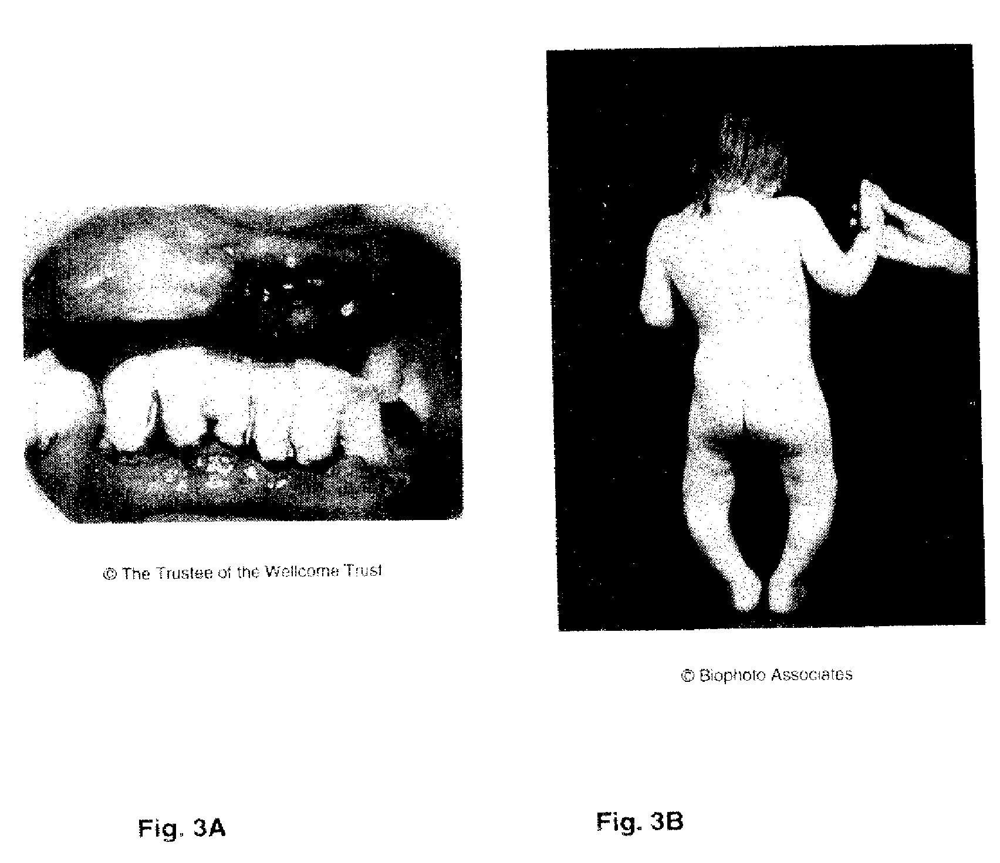 © The Trustee of the Wellcome Trust
© Biophoto Associates
Fig. 3A
Fig. 3B